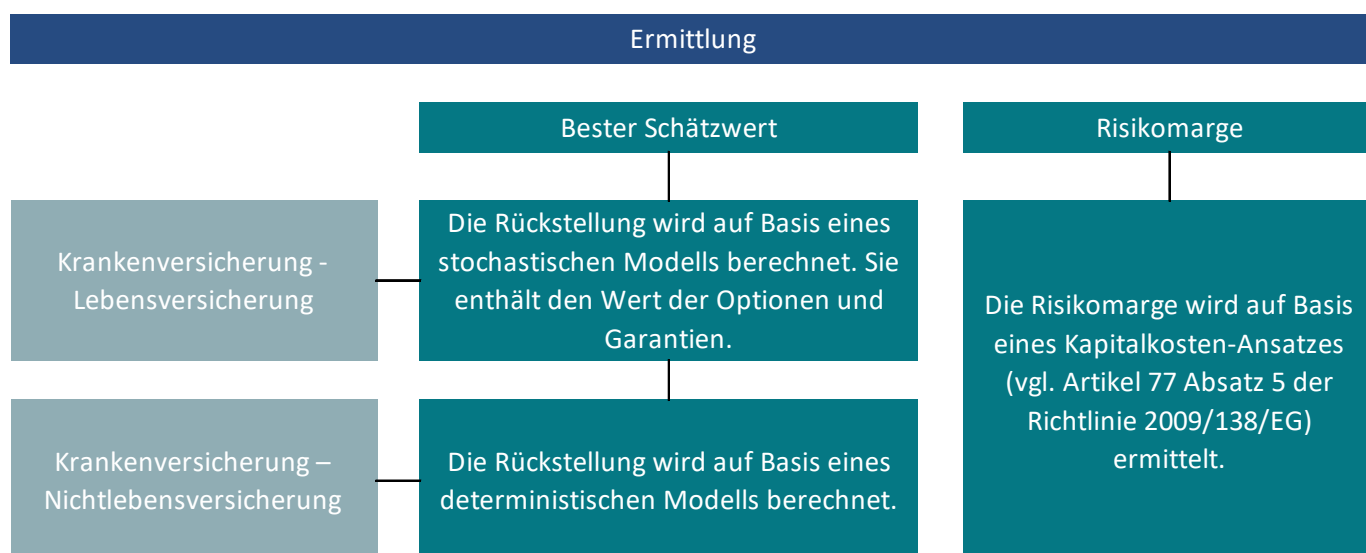 Ermittlung
Bester Schätzwert
Risikomarge
Krankenversicherung -
Lebensversicherung
Die Rückstellung wird auf Basis eines
stochastischen Modells berechnet. Sie
enthält den Wert der Optionen und
Garantien.
Krankenversicherung –
Nichtlebensversicherung
Die Rückstellung wird auf Basis eines
deterministischen Modells berechnet.
Die Risikomarge wird auf Basis
eines Kapitalkosten-Ansatzes
(vgl. Artikel 77 Absatz 5 der
Richtlinie 2009/138/EG)
ermittelt.